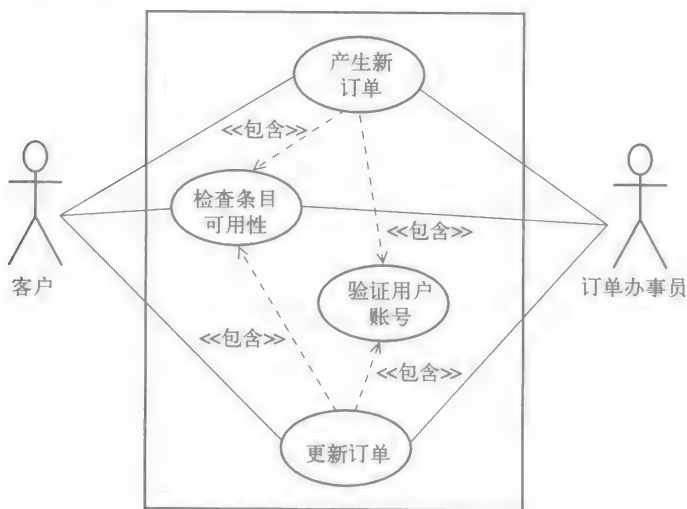 产生新
订单
<<包含>>
检查条目
可用性
<<包含>>
客户
订单办事员
验证用户
账号
<<包含>>
<<包含>>
更新订单